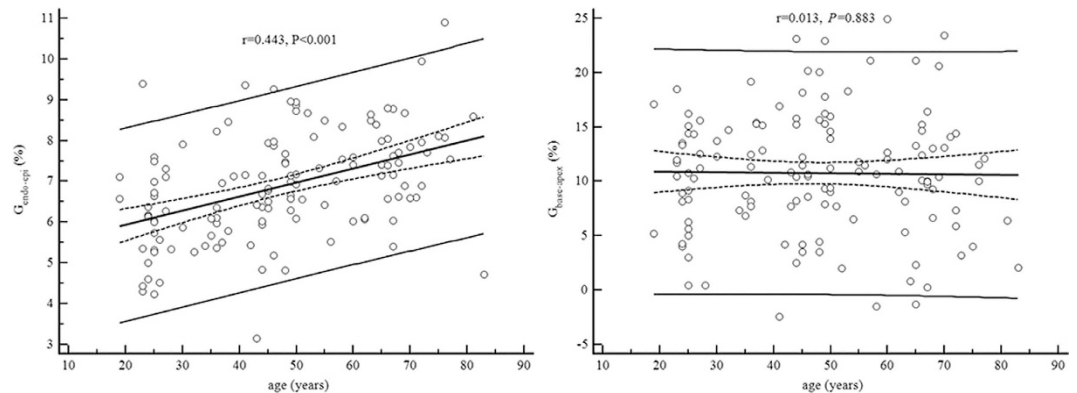 r=0.443, P<0.001
11
10
9
8
7
6
5
4
3
G endo-epi (%)
10 20 30 40 50 60 70 80 90
age (years)
r=0.013, P=0.883
25
20
15
10
5
0
-5
G base-apex (%)
10 20 30 40 50 60 70 80 90
age (years)